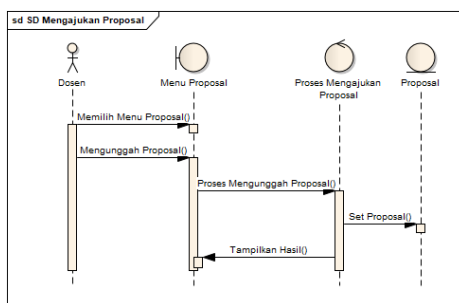 sd SD Mengajukan Proposal
Dosen
Menu Proposal
Proses Mengajukan
Proposal
Proposal
Memilih Menu Proposal()
Mengunggah Proposal()
Proses Mengunggah Proposal()
Set Proposal()
Tampilkan Hasil()